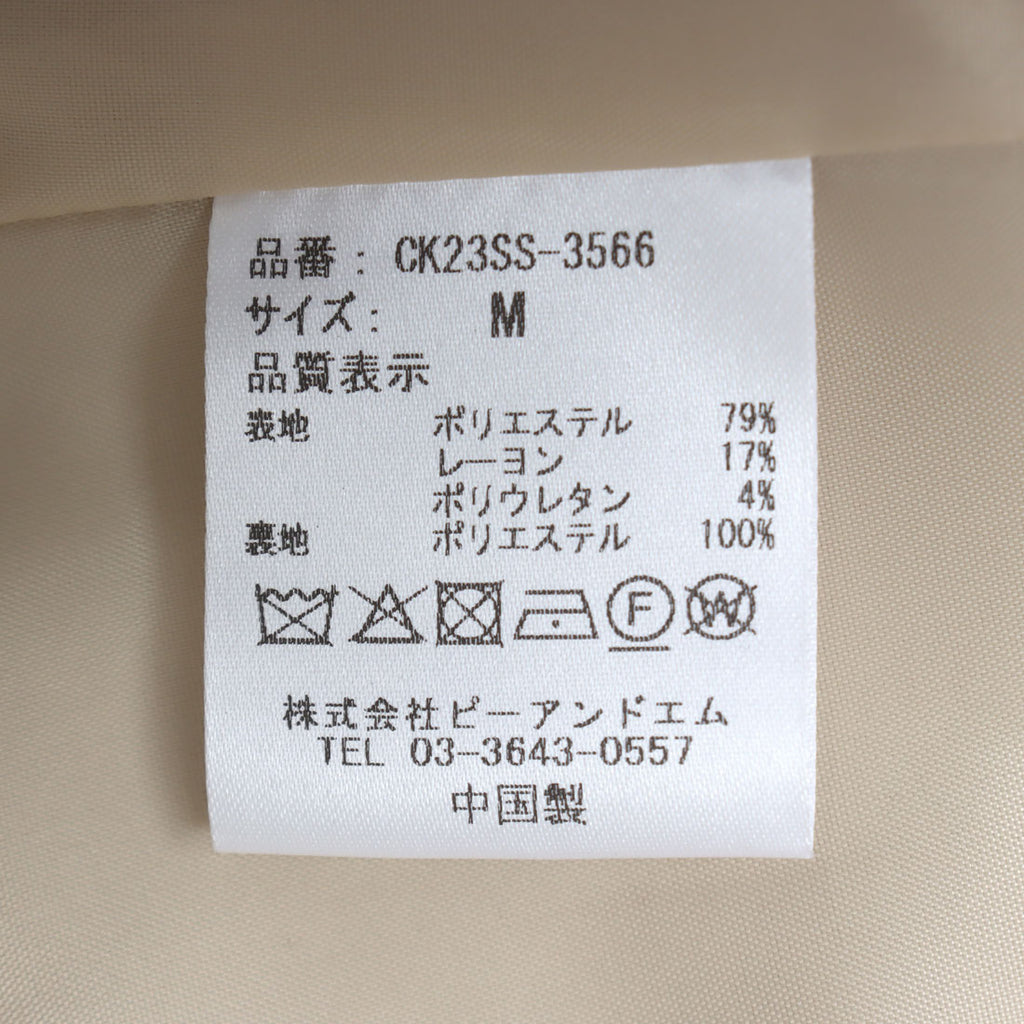 品番: CK23SS-3566
サイズ: M
品質表示
表地 ポリエステル 79%
レーヨン 17%
ポリウレタン 4%
裏地 ポリエステル 100%
F W
株式会社ピーアンドエム
TEL 03-3643-0557
中国製